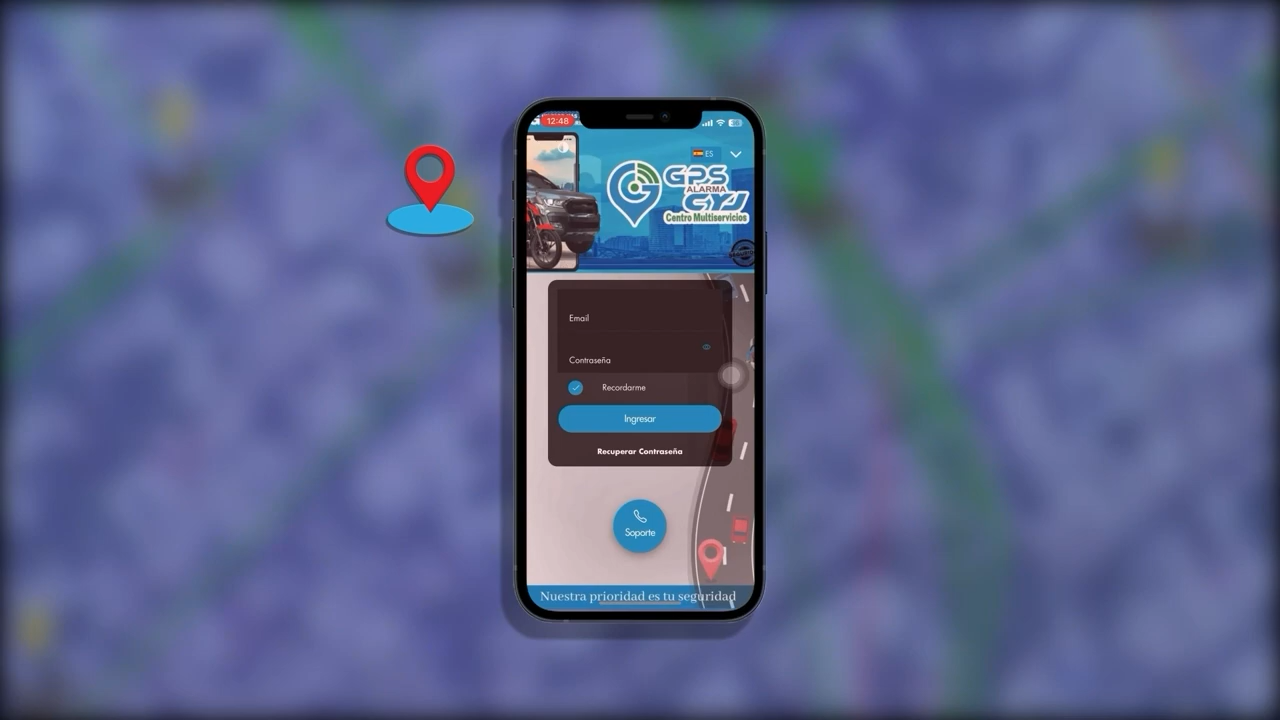 12:48
ES
GPS
ALARMA
CYJ
Centro Multiservicios
Email
Contraseña
Recordarme
Ingresar
Recuperar Contraseña
Soporte
Nuestra prioridad es tu seguridad